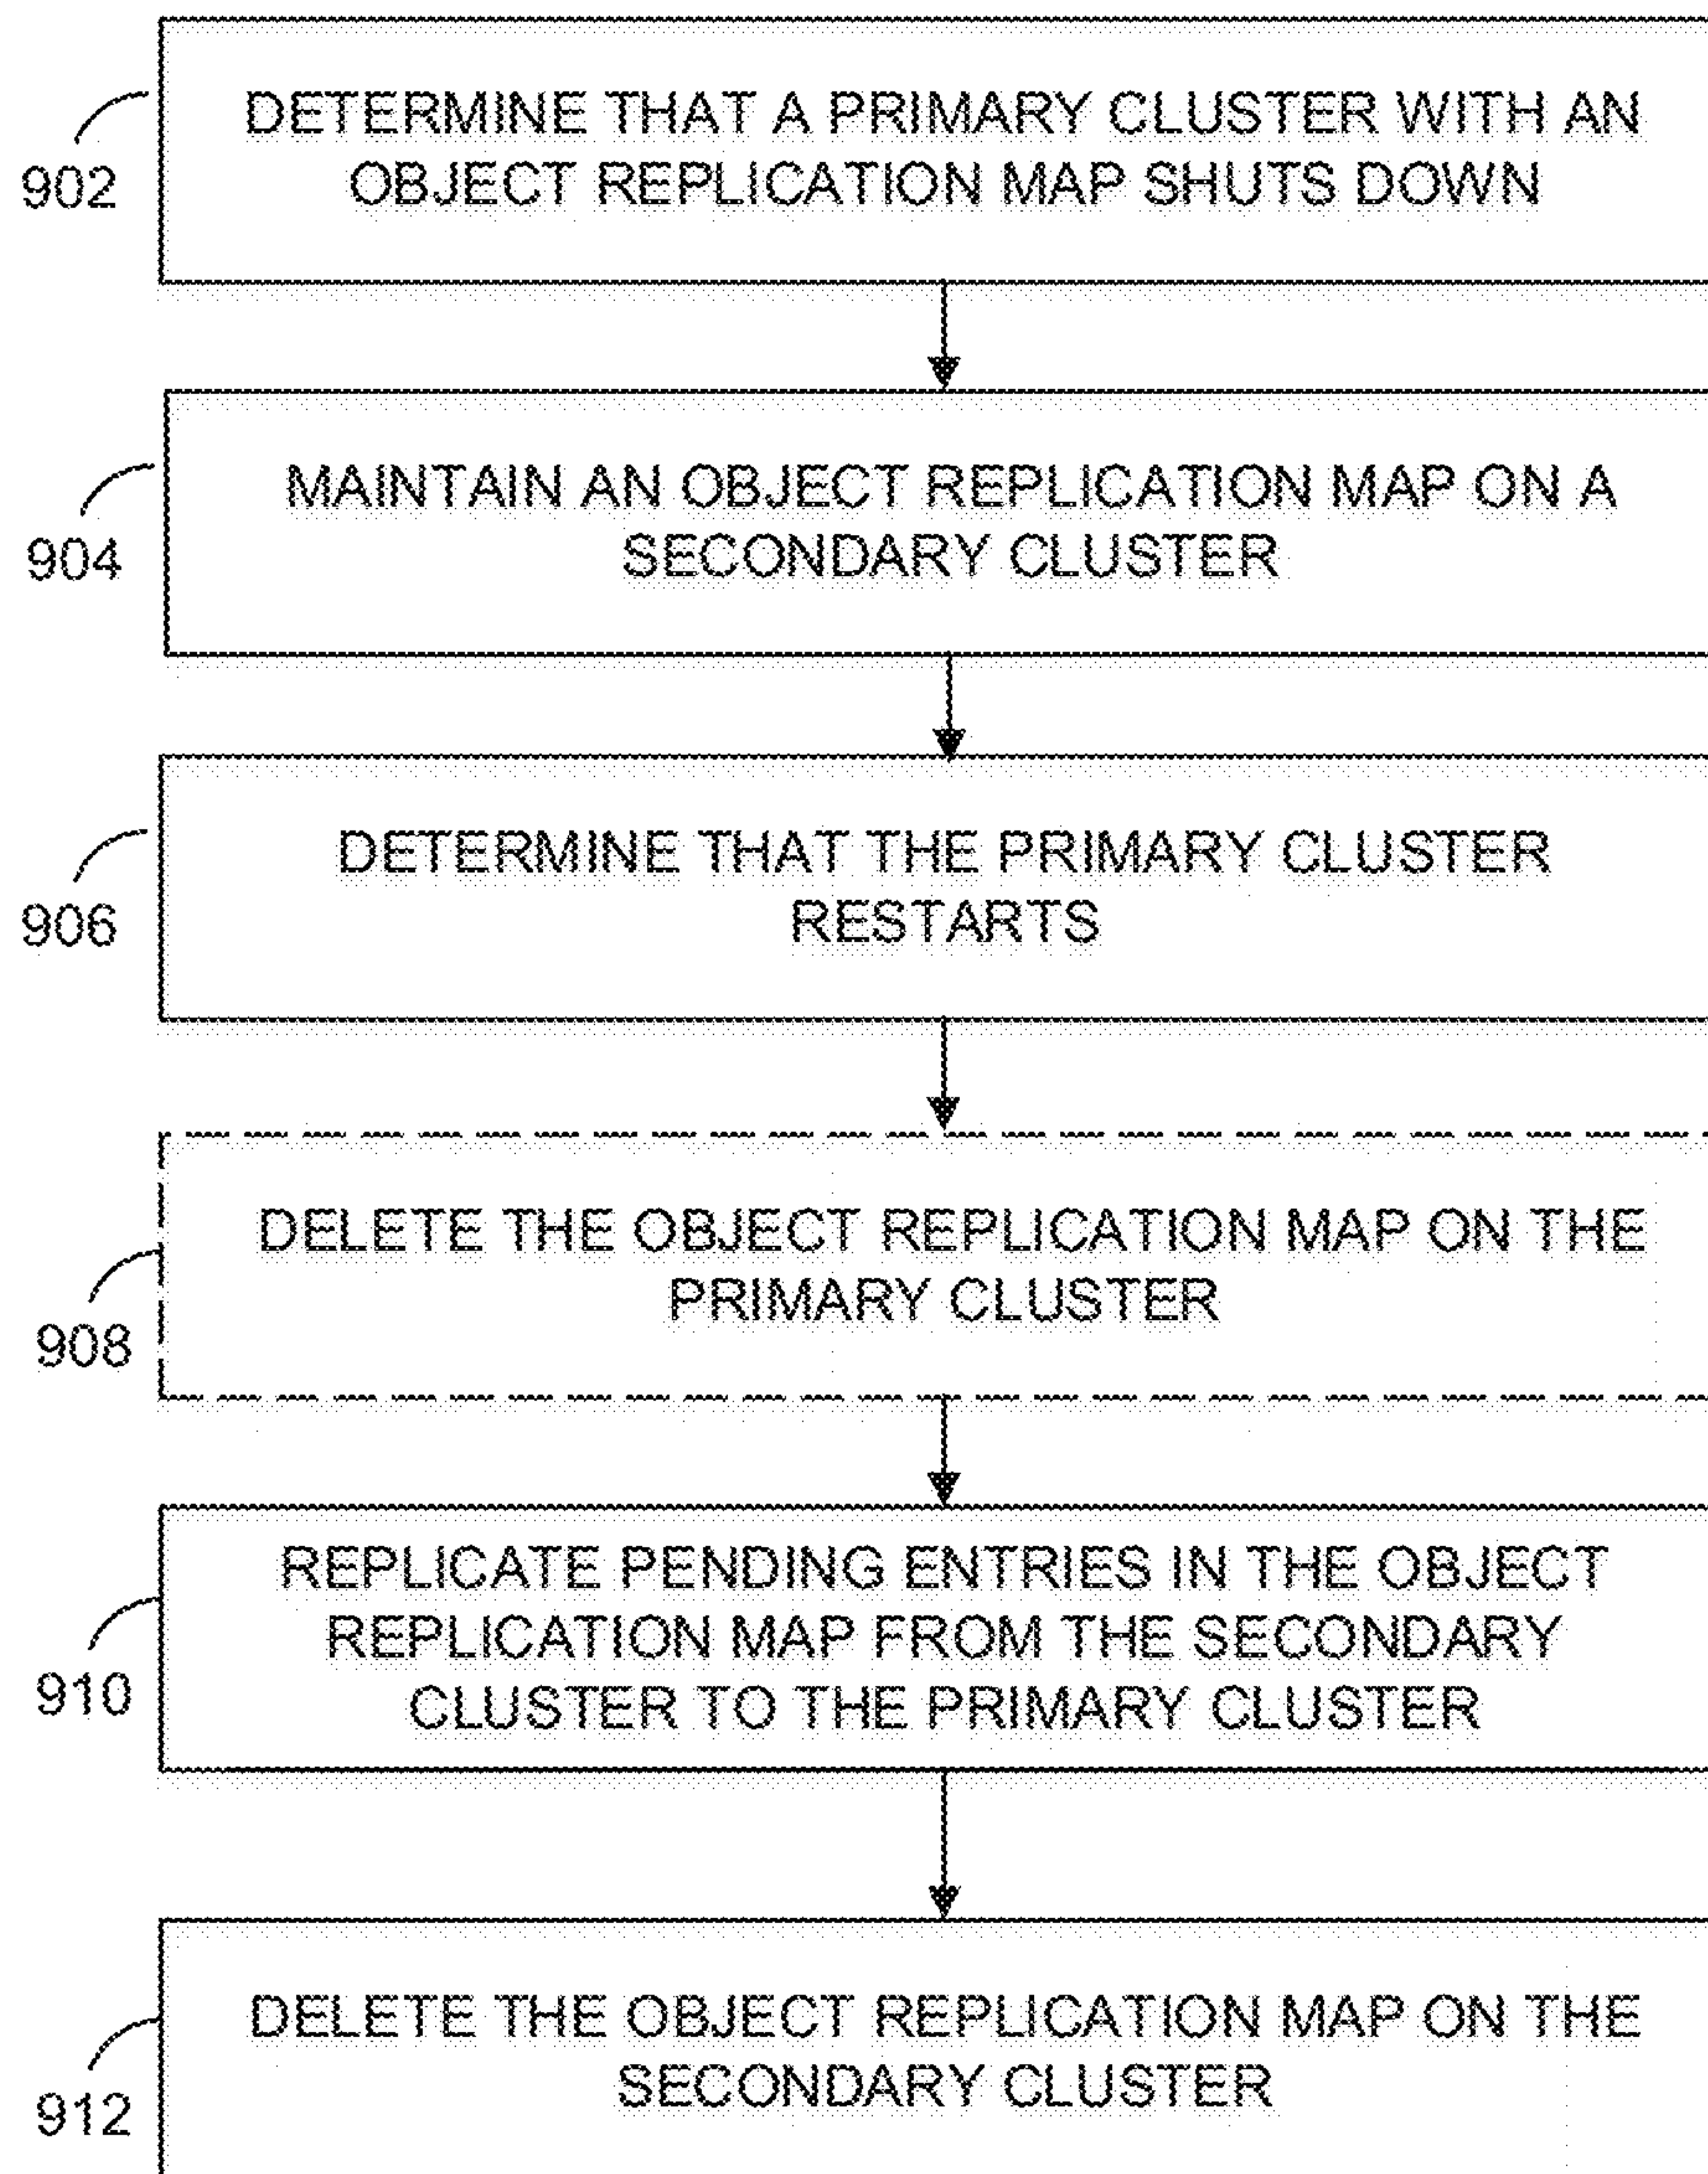 DETERMINE THAT A PRIMARY CLUSTER WITH AN
OBJECT REPLICATION MAP SHUTS DOWN
902
MAINTAIN AN OBJECT REPLICATION MAP ON A
SECONDARY CLUSTER
904
DETERMINE THAT THE PRIMARY CLUSTER
RESTARTS
906
DELETE THE OBJECT REPLICATION MAP ON THE
PRIMARY CLUSTER
908
REPLICATE PENDING ENTRIES IN THE OBJECT
REPLICATION MAP FROM THE SECONDARY
CLUSTER TO THE PRIMARY CLUSTER
910
DELETE THE OBJECT REPLICATION MAP ON THE
SECONDARY CLUSTER
912